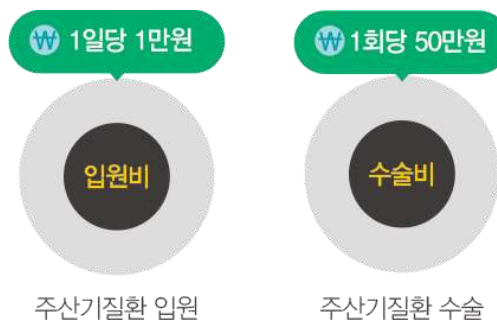 ₩ 1일당 1만원
₩ 1회당 50만원
입원비
수술비
주산기질환 입원
주산기질환 수술